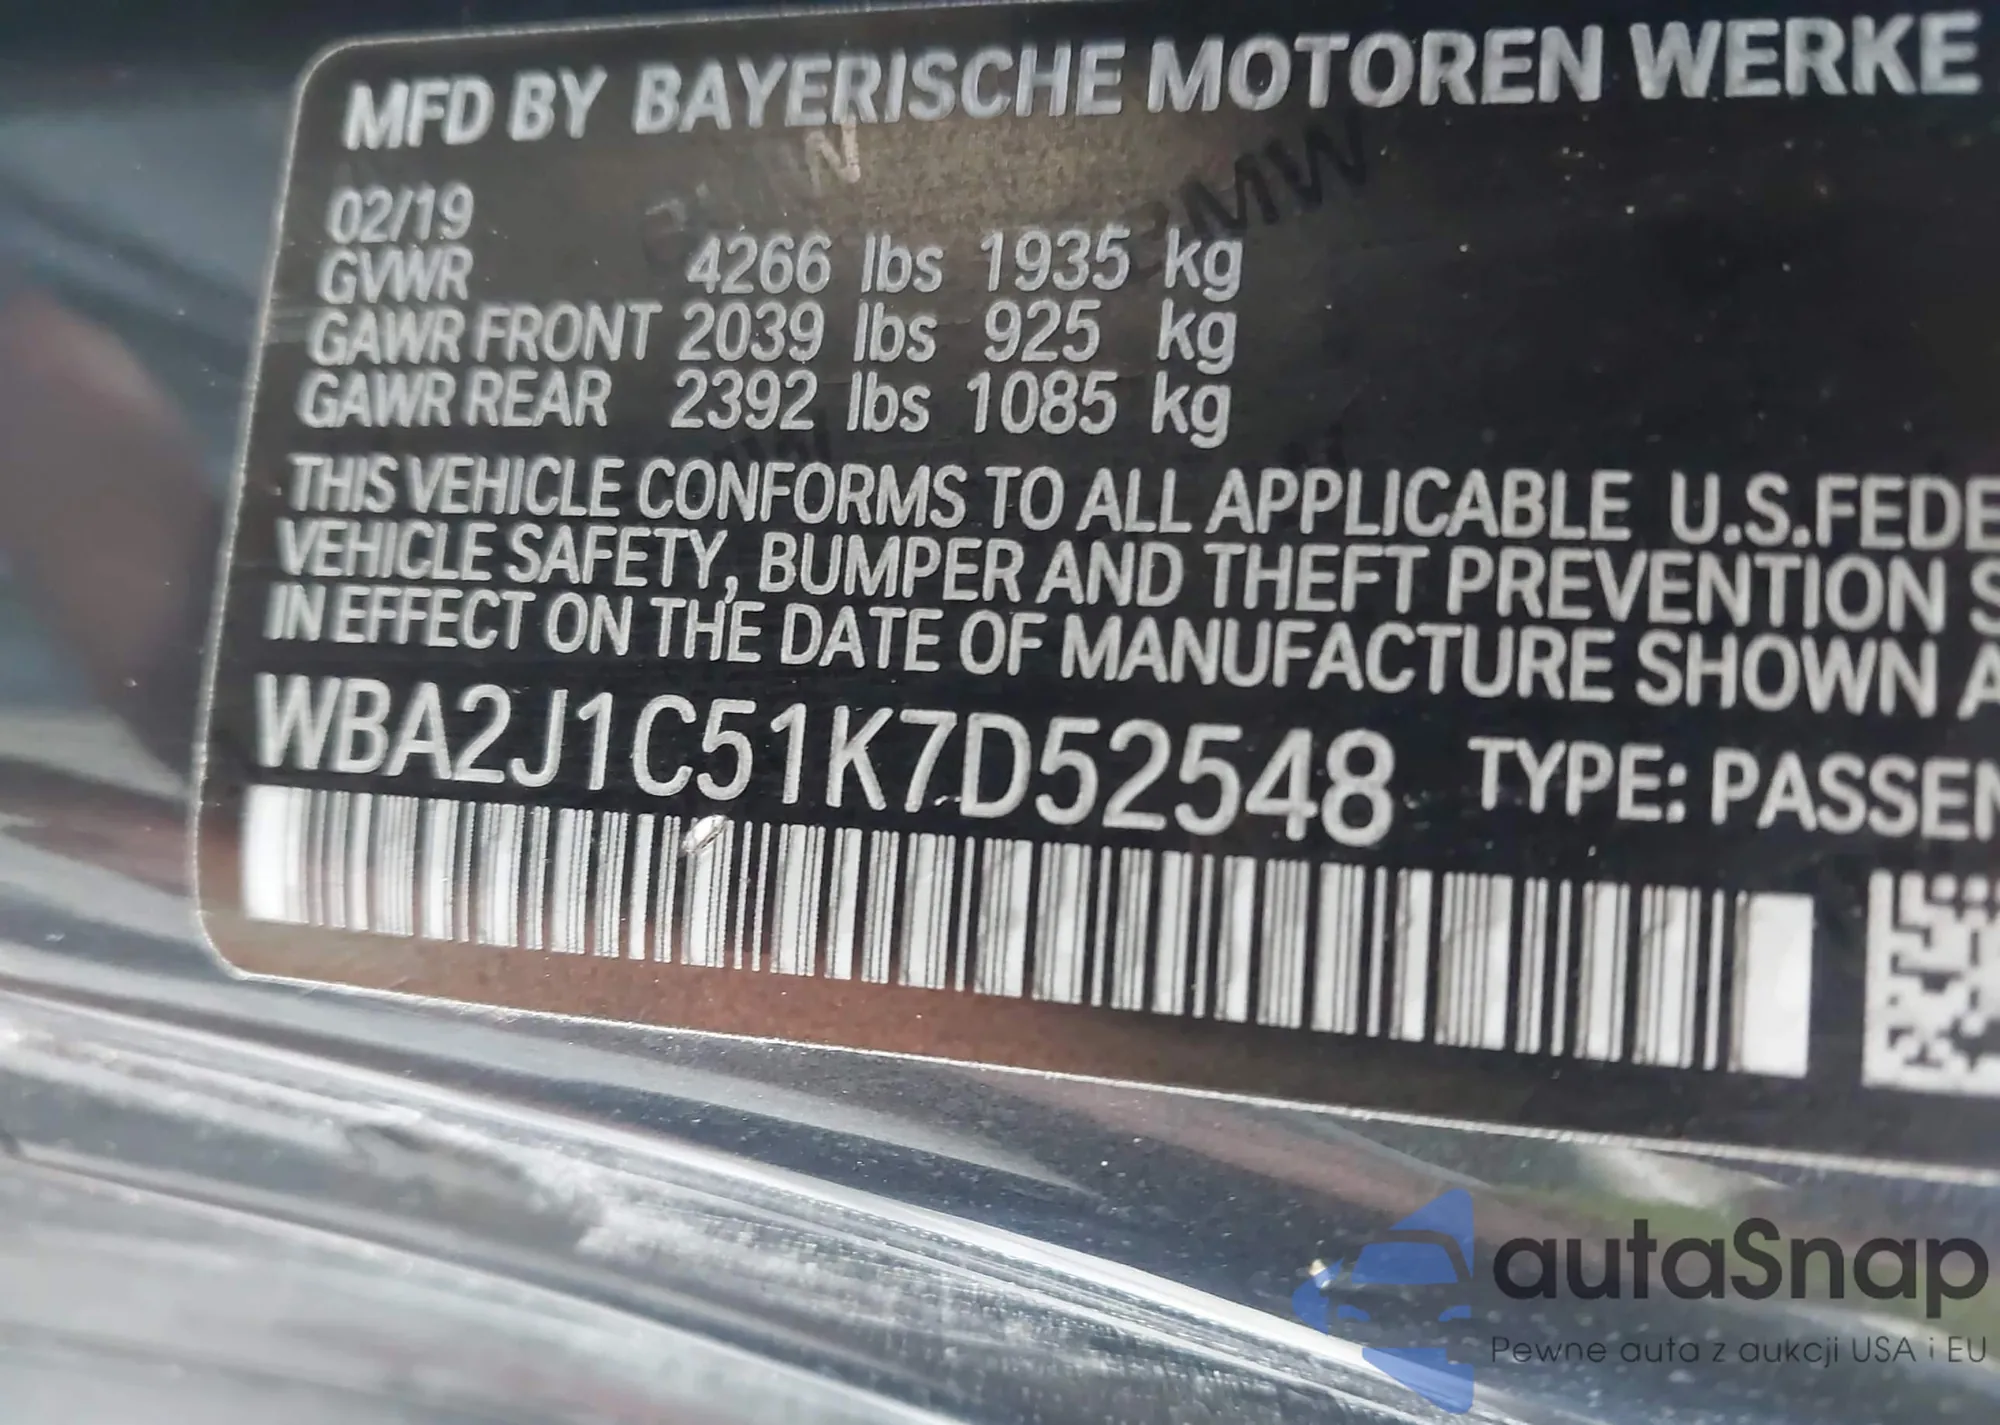 MFD BY BAYERISCHE MOTOREN WERKE
02/19
GVWR 4266 lbs 1935 kg
GAWR FRONT 2039 lbs 925 kg
GAWR REAR 2392 lbs 1085 kg
THIS VEHICLE CONFORMS TO ALL APPLICABLE U.S.FEDE
VEHICLE SAFETY, BUMPER AND THEFT PREVENTION S
IN EFFECT ON THE DATE OF MANUFACTURE SHOWN A
WBA2J1C51K7D52548 TYPE: PASSEN
autaSnap
Pewne auta z aukcji USA i EU